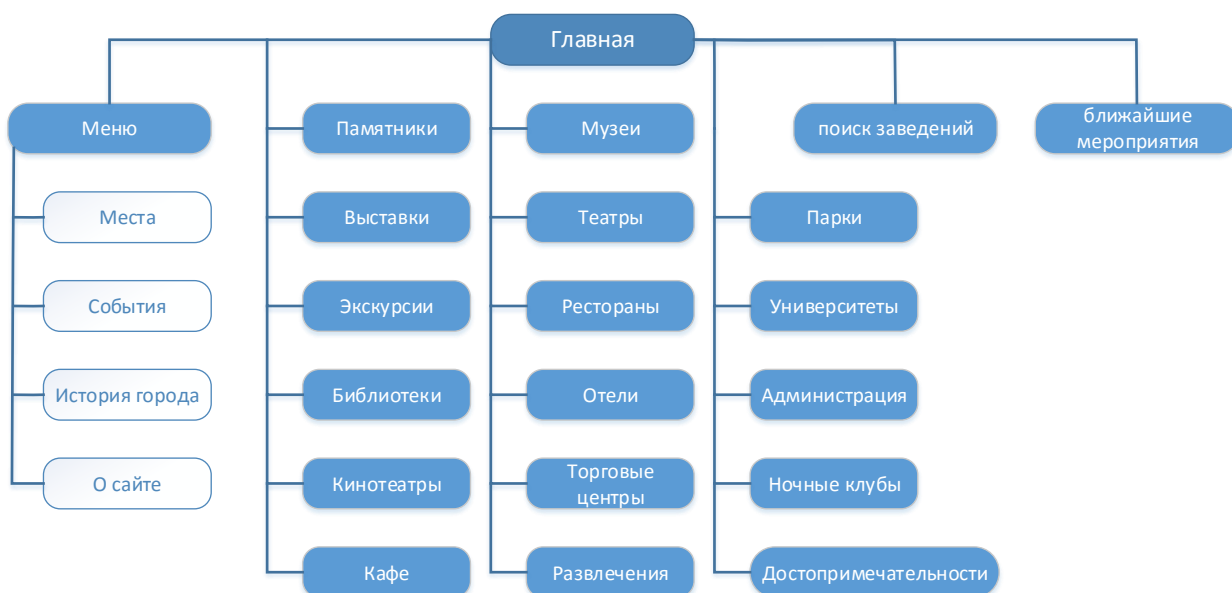 Главная
Меню
Памятники
Музеи
поиск заведений
ближайшие
мероприятия
Места
Выставки
Театры
Парки
События
Экскурсии
Рестораны
Университеты
История города
Библиотеки
Отели
Администрация
О сайте
Кинотеатры
Торговые
центры
Ночные клубы
Кафе
Развлечения
Достопримечательности